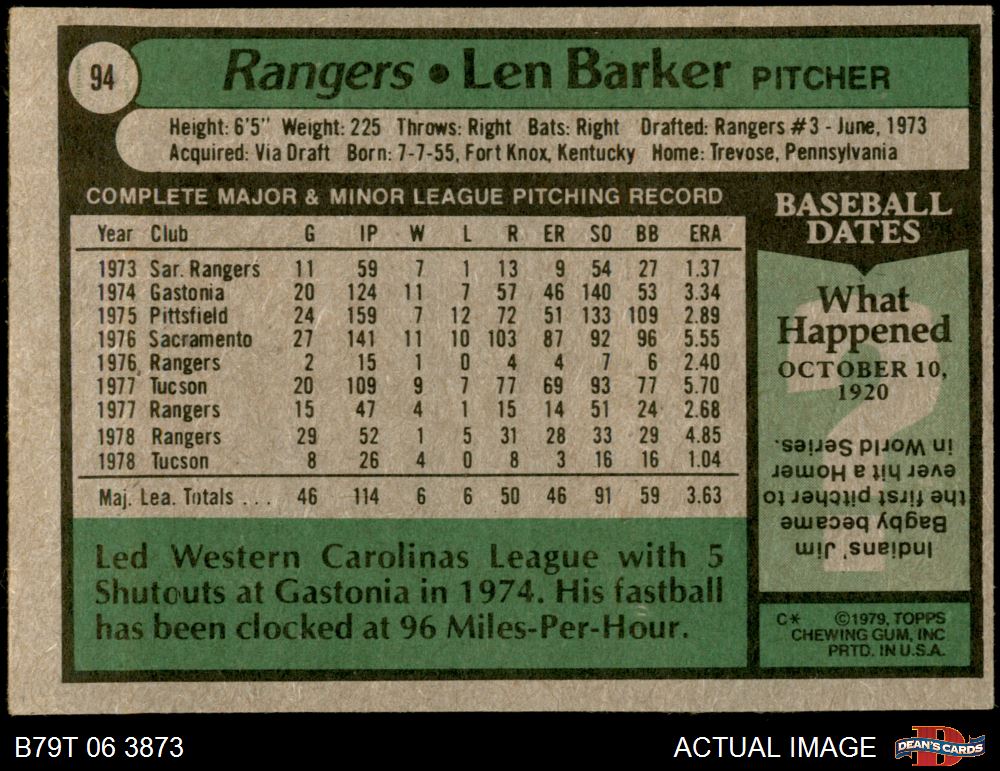 94
Rangers • Len Barker PITCHER
Height: 6'5" Weight: 225 Throws: Right Bats: Right Drafted: Rangers #3 - June, 1973
Acquired: Via Draft Born: 7-7-55, Fort Knox, Kentucky Home: Trevose, Pennsylvania
COMPLETE MAJOR & MINOR LEAGUE PITCHING RECORD
Year Club G IP W L R ER SO BB ERA
1973 Sar. Rangers 11 59 7 1 13 9 54 27 1.37
1974 Gastonia 20 124 11 7 57 46 140 53 3.34
1975 Pittsfield 24 159 7 12 72 51 133 109 2.89
1976 Sacramento 27 141 11 10 103 87 92 96 5.55
1976 Rangers 2 15 1 0 4 4 7 6 2.40
1977 Tucson 20 109 9 7 77 69 93 77 5.70
1977 Rangers 15 47 4 1 15 14 51 24 2.68
1978 Rangers 29 52 1 5 31 28 33 29 4.85
1978 Tucson 8 26 4 0 8 3 16 16 1.04
Maj. Lea. Totals . . . 46 114 6 6 50 46 91 59 3.63
Led Western Carolinas League with 5
Shutouts at Gastonia in 1974. His fastball
has been clocked at 96 Miles-Per-Hour.
BASEBALL
DATES
What
Happened
OCTOBER 10,
1920
Indians' Jim
Bagby became
the first pitcher to
ever hit a Homer
in World Series.
C* ©1979, TOPPS
CHEWING GUM, INC
PRTD. IN U.S.A.
B79T 06 3873
ACTUAL IMAGE
DEAN'S CARDS